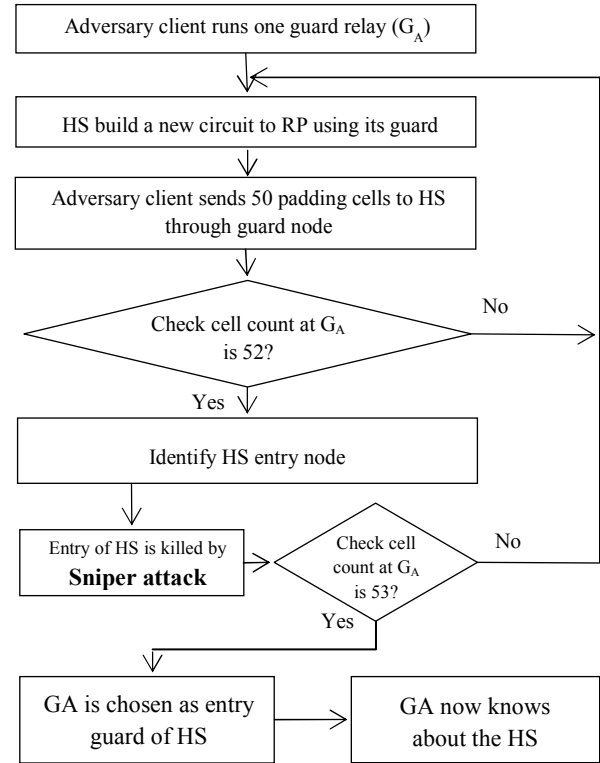 Adversary client runs one guard relay (G_A)
HS build a new circuit to RP using its guard
Adversary client sends 50 padding cells to HS
through guard node
Check cell count at G_A
is 52?
No
Yes
Identify HS entry node
Entry of HS is killed by
Sniper attack
Check cell
count at G_A
is 53?
No
Yes
GA is chosen as entry
guard of HS
GA now knows
about the HS